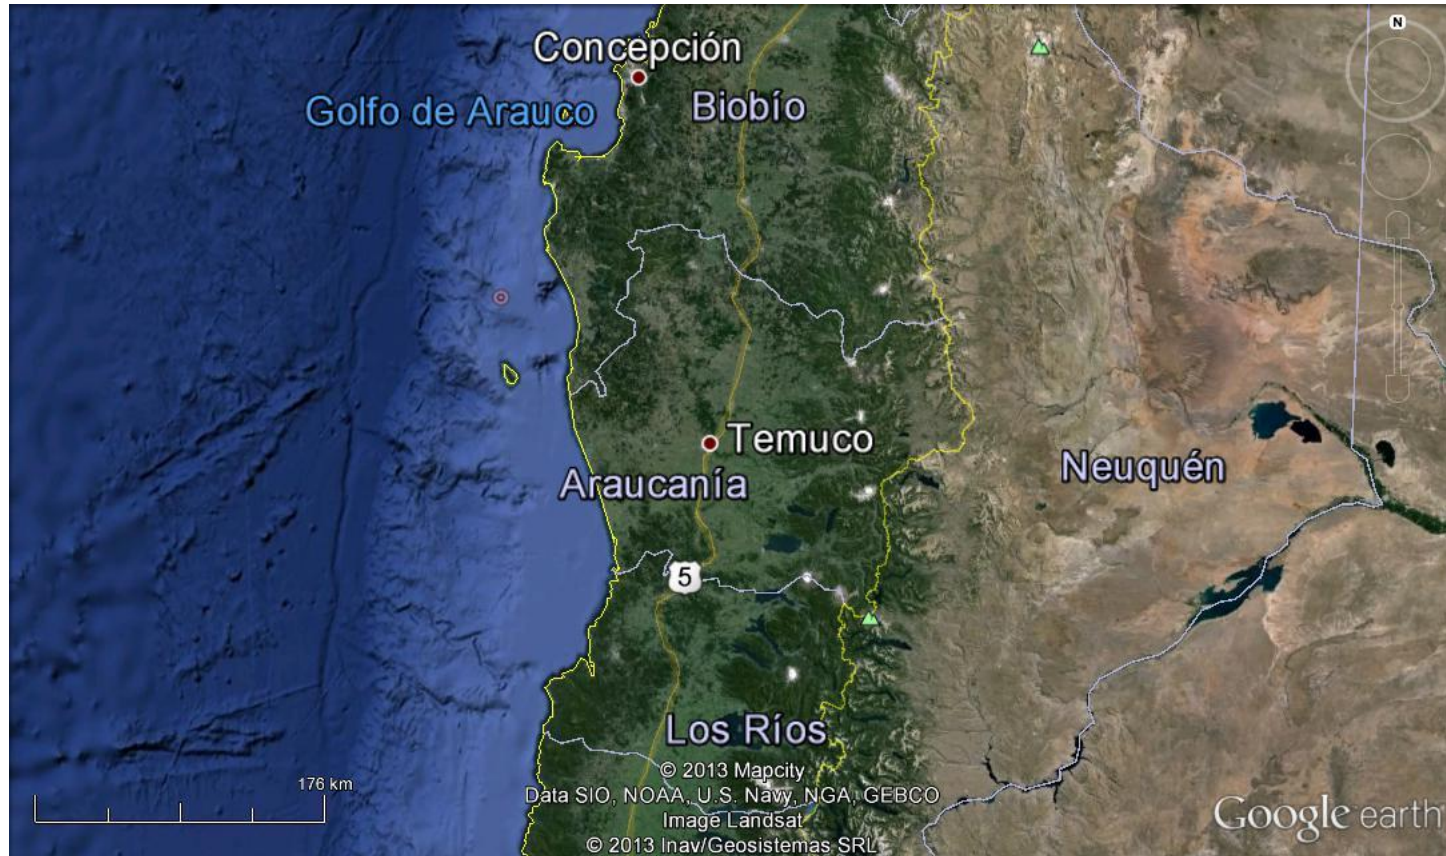 N
Concepción
Golfo de Arauco
Biobío
Temuco
Neuquén
Araucanía
5
Los Ríos
© 2013 Mapcity
176 km
Data SIO, NOAA, U.S. Navy, NGA, GEBCO
Image Landsat
© 2013 Inav/Geosistemas SRL
Google earth